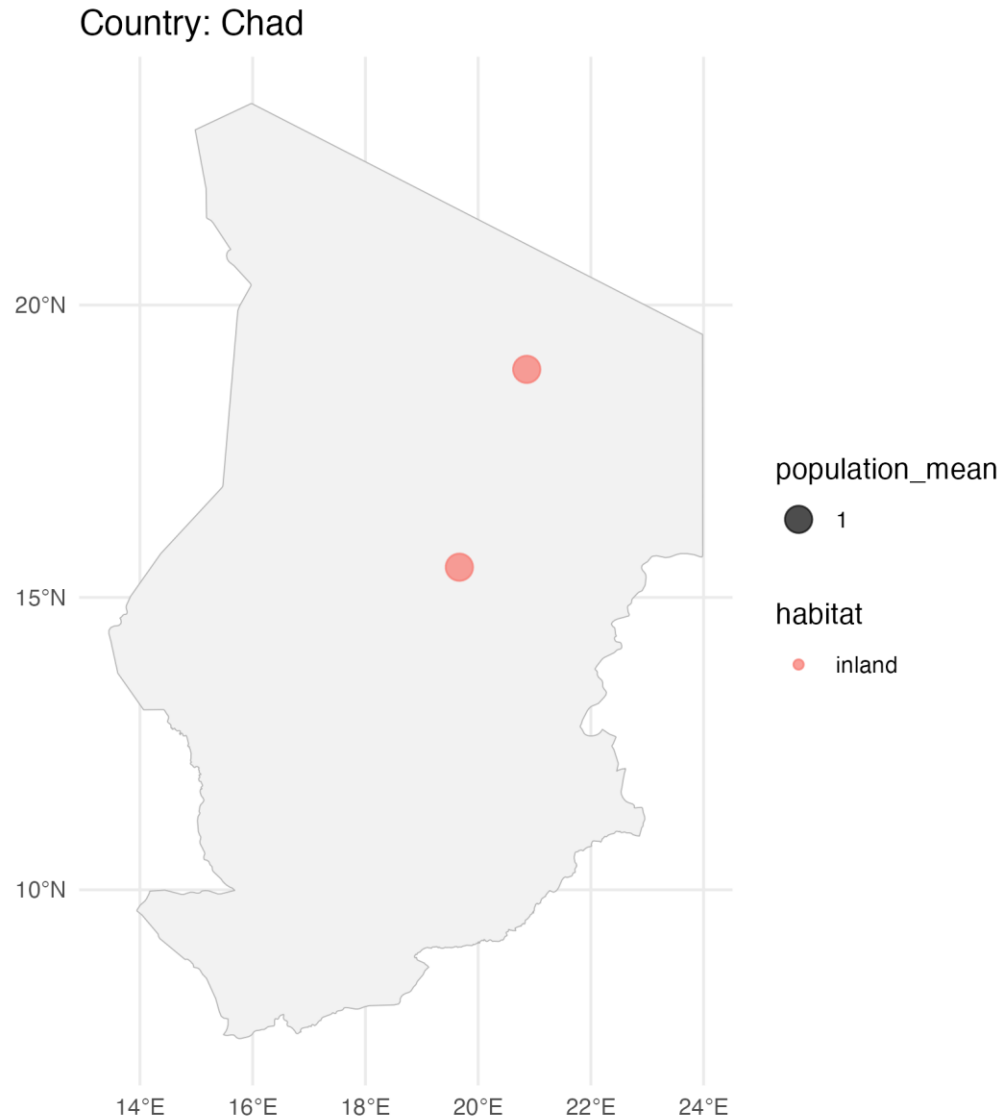 Country: Chad
20°N
15°N
10°N
14°E
16°E
18°E
20°E
22°E
24°E
population_mean
1
habitat
inland